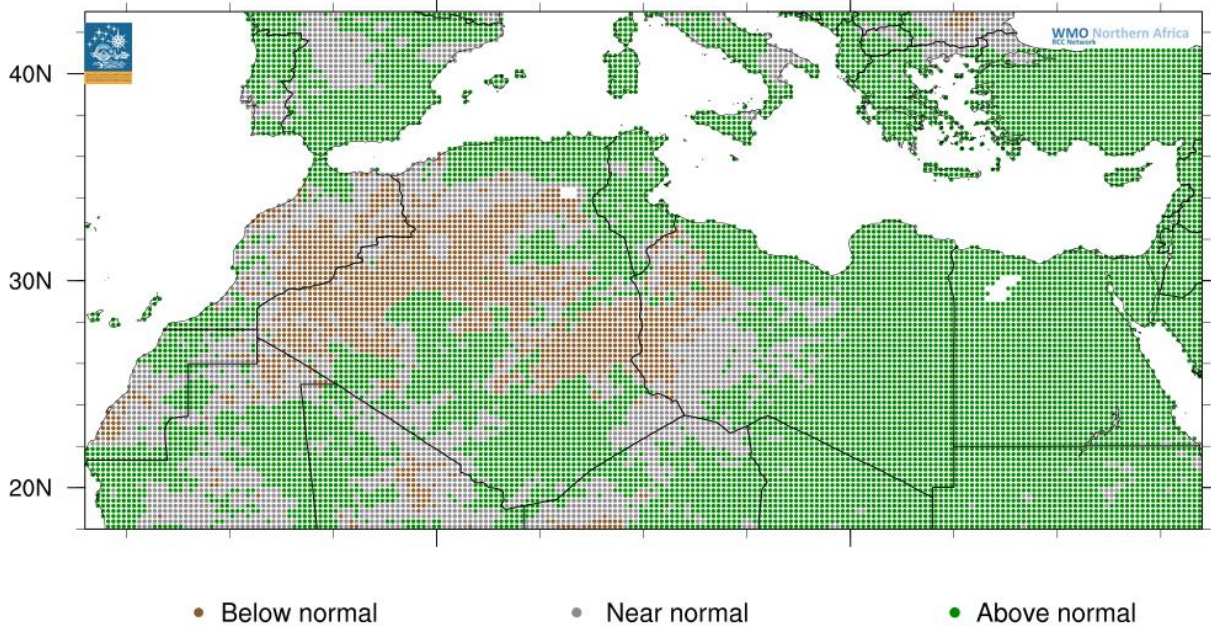 WMO Northern Africa
RCC Network
40N
30N
20N
Below normal
Near normal
Above normal